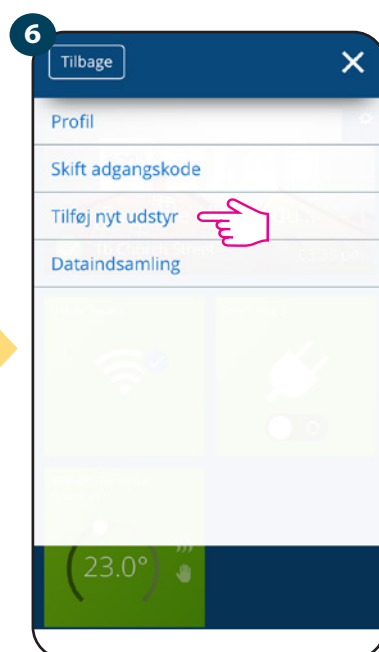 6
Tilbage
Profil
Skift adgangskode
Tilføj nyt udstyr
Dataindsamling
23.0°